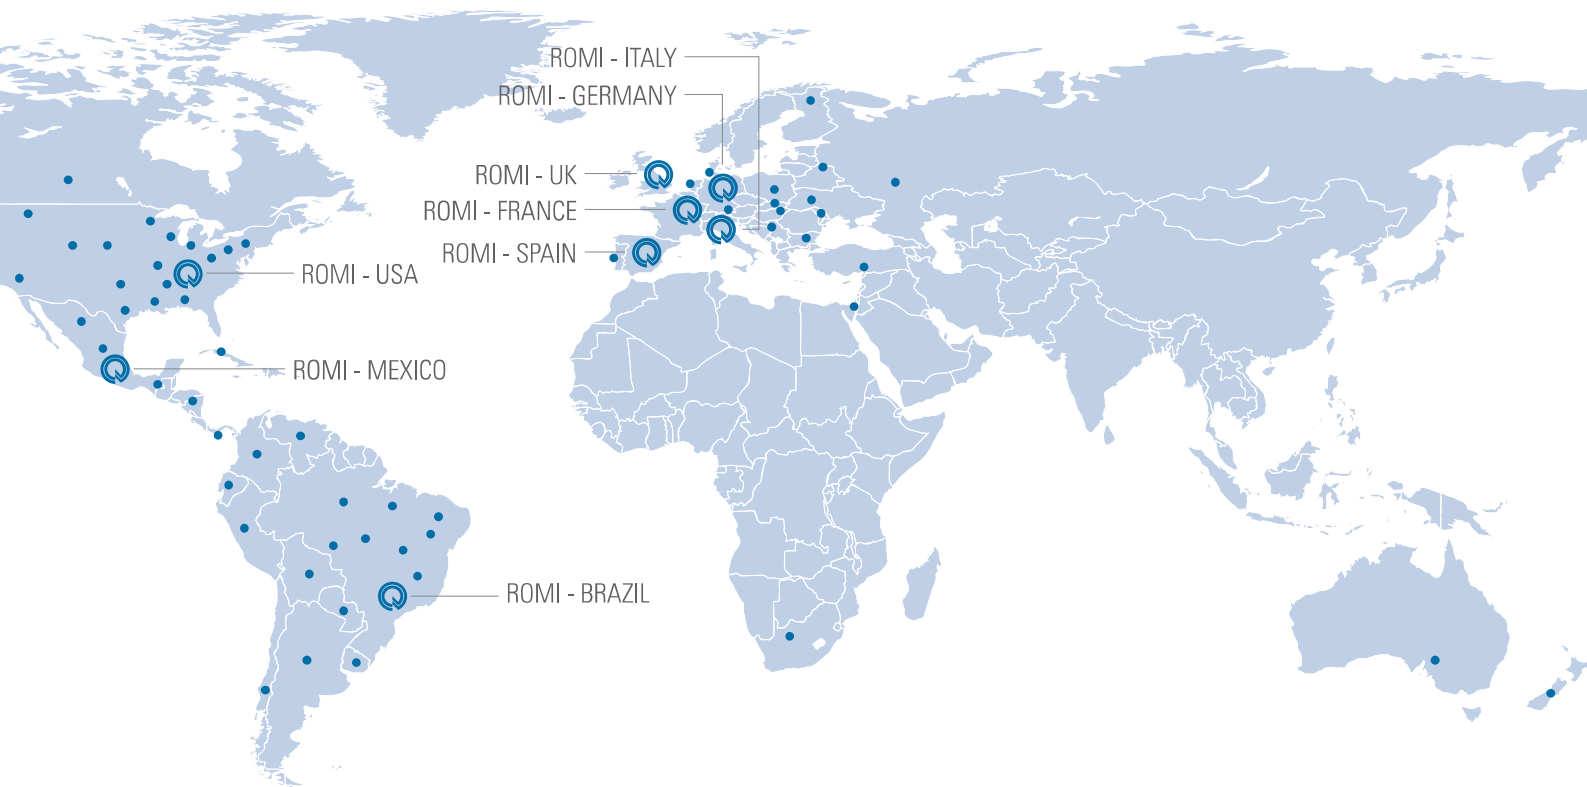 ROMI - ITALY
ROMI - GERMANY
ROMI - UK
ROMI - FRANCE
ROMI - SPAIN
ROMI - USA
ROMI - MEXICO
ROMI - BRAZIL